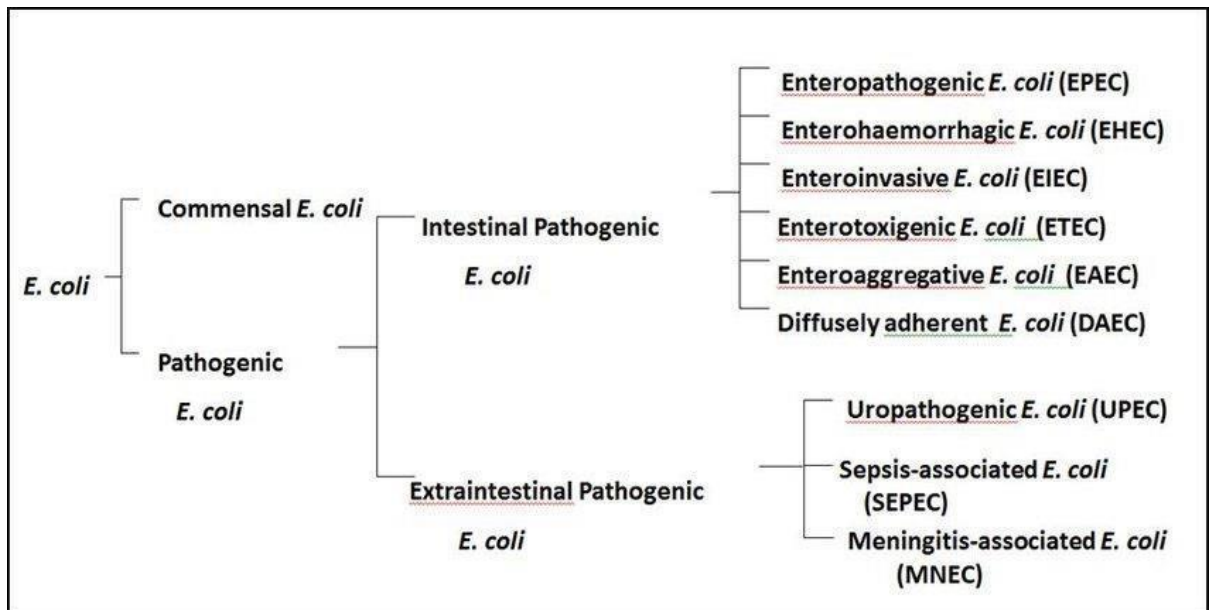 E. coli
Commensal E. coli
Pathogenic
E. coli
Intestinal Pathogenic
E. coli
Extraintestinal Pathogenic
E. coli
Enteropathogenic E. coli (EPEC)
Enterohaemorrhagic E. coli (EHEC)
Enteroinvasive E. coli (EIEC)
Enterotoxigenic E. coli (ETEC)
Enteroaggregative E. coli (EAEC)
Diffusely adherent E. coli (DAEC)
Uropathogenic E. coli (UPEC)
Sepsis-associated E. coli
(SEPEC)
Meningitis-associated E. coli
(MNEC)